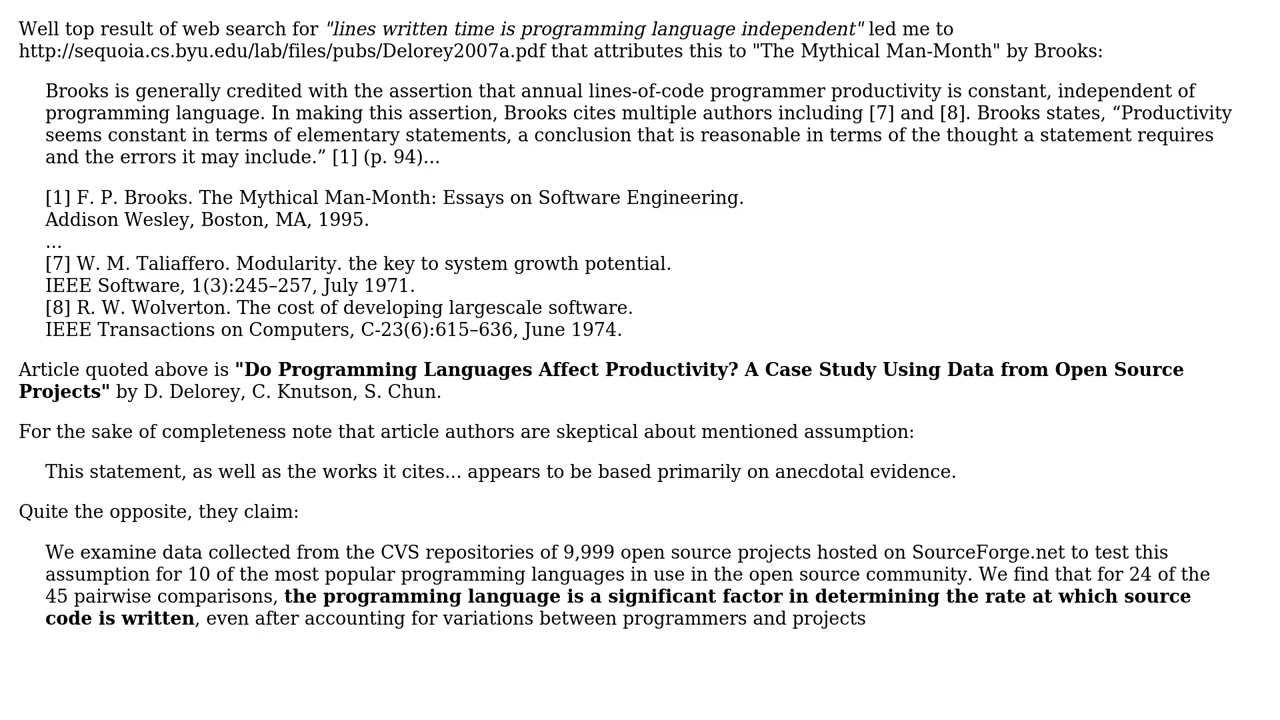 Well top result of web search for "lines written time is programming language independent" led me to
http://sequoia.cs.byu.edu/lab/files/pubs/Delorey2007a.pdf that attributes this to "The Mythical Man-Month" by Brooks:
Brooks is generally credited with the assertion that annual lines-of-code programmer productivity is constant, independent of
programming language. In making this assertion, Brooks cites multiple authors including [7] and [8]. Brooks states, “Productivity
seems constant in terms of elementary statements, a conclusion that is reasonable in terms of the thought a statement requires
and the errors it may include.” [1] (p. 94)...
[1] F. P. Brooks. The Mythical Man-Month: Essays on Software Engineering.
Addison Wesley, Boston, MA, 1995.
...
[7] W. M. Taliaffero. Modularity. the key to system growth potential.
IEEE Software, 1(3):245–257, July 1971.
[8] R. W. Wolverton. The cost of developing largescale software.
IEEE Transactions on Computers, C-23(6):615–636, June 1974.
Article quoted above is "Do Programming Languages Affect Productivity? A Case Study Using Data from Open Source
Projects" by D. Delorey, C. Knutson, S. Chun.
For the sake of completeness note that article authors are skeptical about mentioned assumption:
This statement, as well as the works it cites... appears to be based primarily on anecdotal evidence.
Quite the opposite, they claim:
We examine data collected from the CVS repositories of 9,999 open source projects hosted on SourceForge.net to test this
assumption for 10 of the most popular programming languages in use in the open source community. We find that for 24 of the
45 pairwise comparisons, the programming language is a significant factor in determining the rate at which source
code is written, even after accounting for variations between programmers and projects